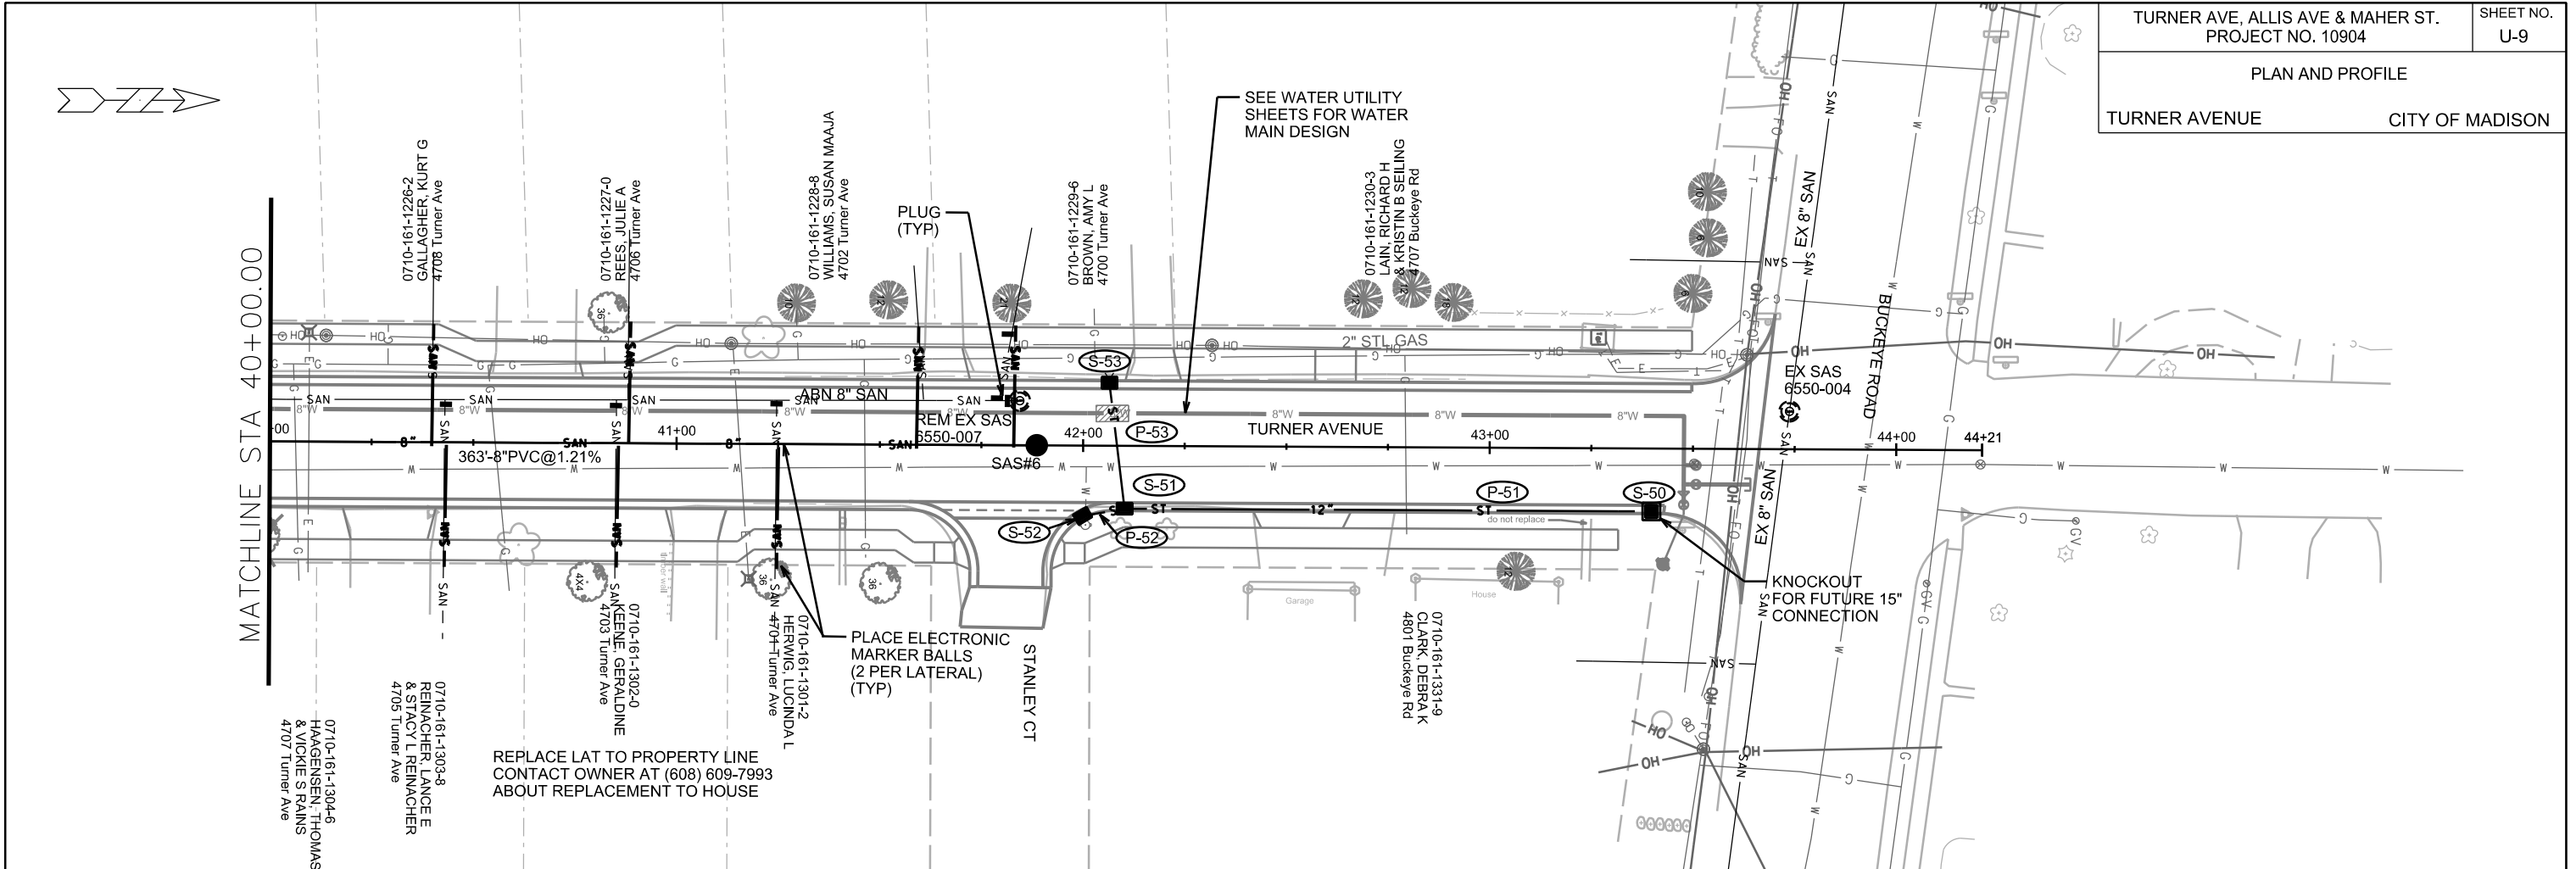 TURNER AVE, ALLIS AVE & MAHER ST.
PROJECT NO. 10904
SHEET NO.
U-9
PLAN AND PROFILE
TURNER AVENUE
CITY OF MADISON
MATCHLINE STA 40+00.00
0710-161-1226-2
GALLAGHER, KURT G
4708 Turner Ave
0710-161-1227-0
REES, JULIE A
4706 Turner Ave
0710-161-1228-8
WILLIAMS, SUSAN MAAJA
4702 Turner Ave
PLUG
(TYP)
0710-161-1229-6
BROWN, AMY L
4700 Turner Ave
SEE WATER UTILITY
SHEETS FOR WATER
MAIN DESIGN
0710-161-1230-3
LAIN, RICHARD H
& KRISTIN B SEILING
4707 Buckeye Rd
EX 8" SAN
BUCKEYE ROAD
2" STL GAS
S-53
ABN 8" SAN
REM EX SAS
6550-007
EX SAS
6550-004
41+00
42+00
43+00
44+00
44+21
P-53
TURNER AVENUE
363'-8"PVC@1.21%
SAS#6
S-51
P-51
S-50
12"
ST
S-52
P-52
do not replace
EX 8" SAN
KNOCKOUT
FOR FUTURE 15"
CONNECTION
Garage
House
STANLEY CT
PLACE ELECTRONIC
MARKER BALLS
(2 PER LATERAL)
(TYP)
0710-161-1331-9
CLARK, DEBRA K
4801 Buckeye Rd
0710-161-1301-2
HERWIG, LUCINDA L
4701 Turner Ave
0710-161-1302-0
KEENE, GERALDINE
4703 Turner Ave
0710-161-1303-8
REINACHER, LANCE E
& STACY L REINACHER
4705 Turner Ave
0710-161-1304-6
HAAGENSEN, THOMAS
& VICKIE S RAINS
4707 Turner Ave
REPLACE LAT TO PROPERTY LINE
CONTACT OWNER AT (608) 609-7993
ABOUT REPLACEMENT TO HOUSE